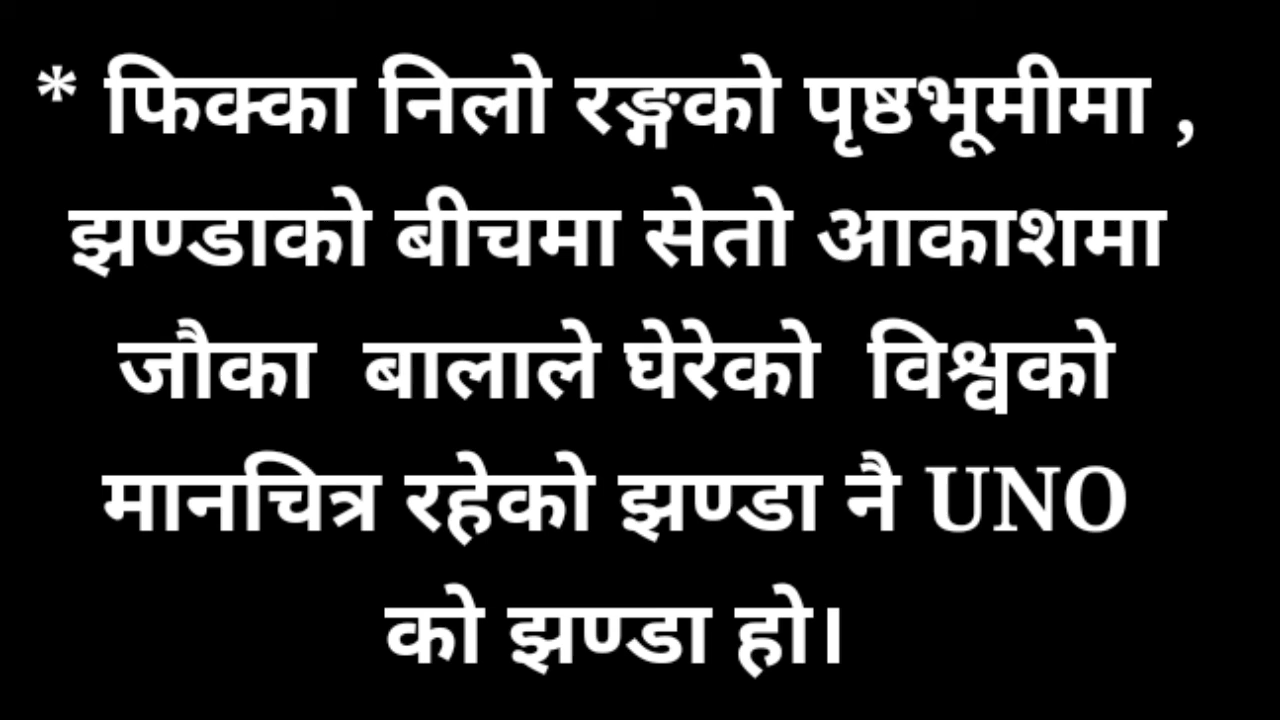 * फिक्का निलो रङ्गको पृष्ठभूमीमा ,
झण्डाको बीचमा सेतो आकाशमा
जौका बालाले घेरेको विश्वको
मानचित्र रहेको झण्डा नै UNO
को झण्डा हो।